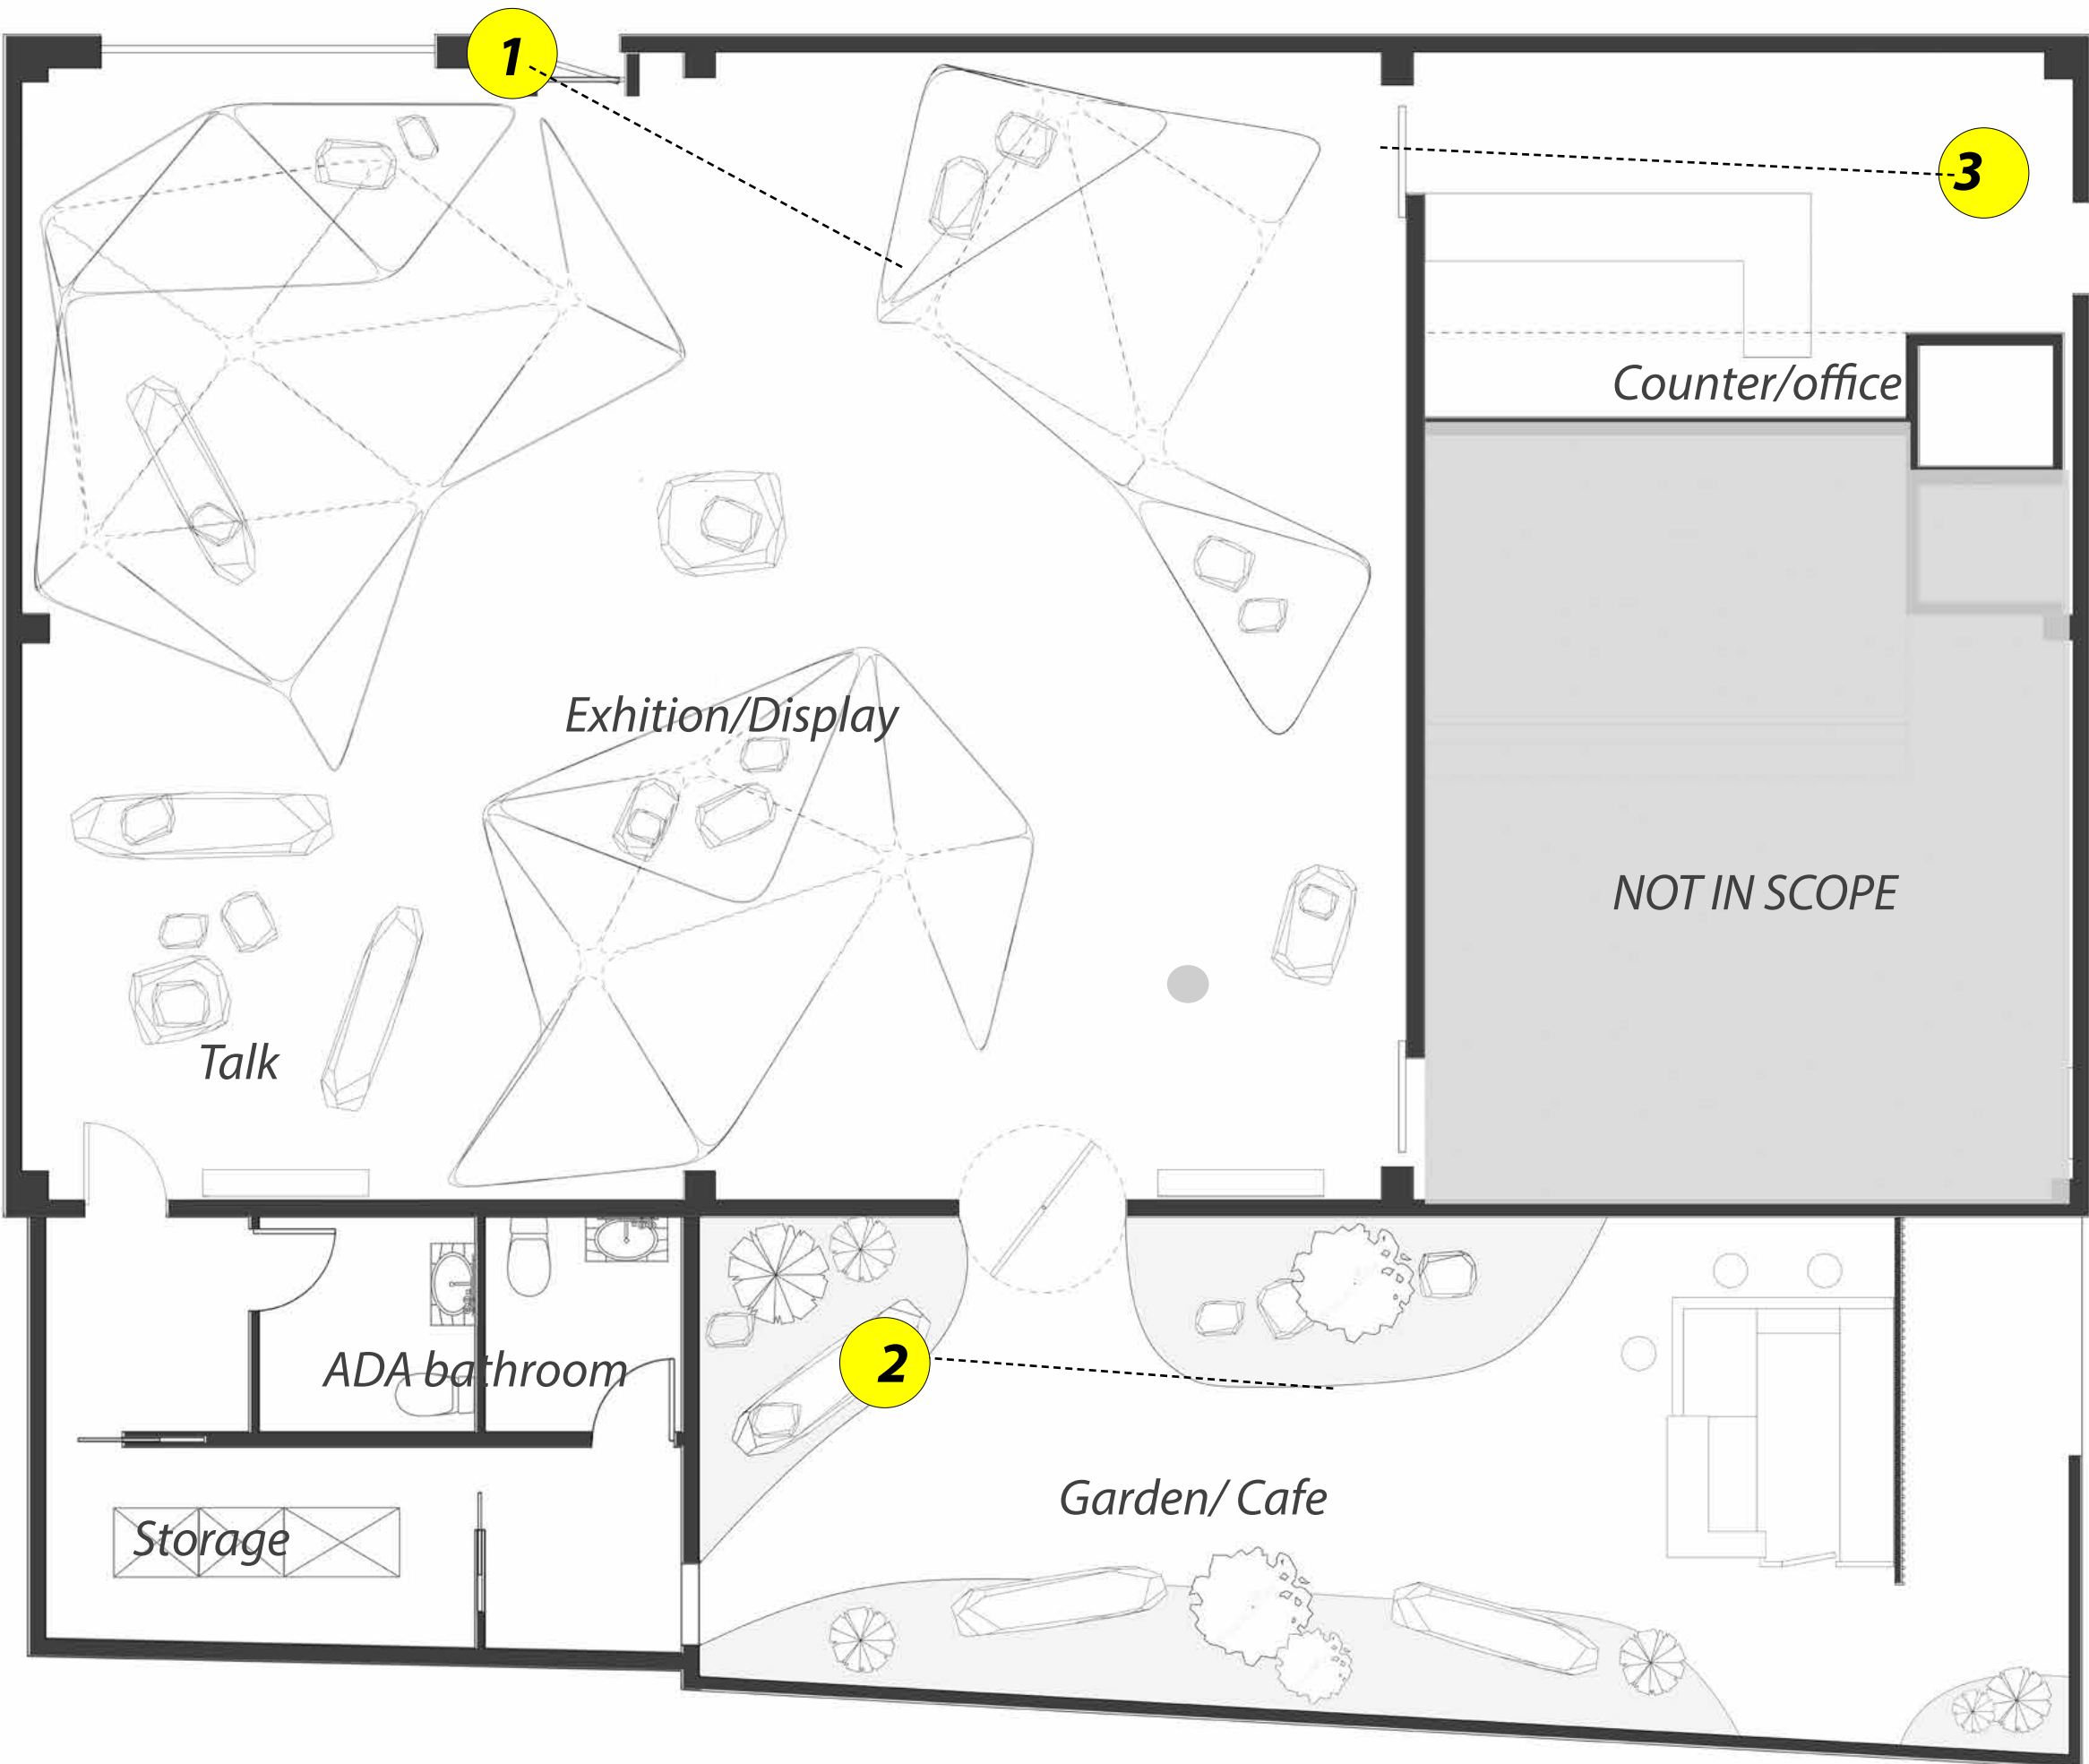 1
3
Counter/office
Exhition/Display
NOT IN SCOPE
Talk
2
ADA bathroom
Garden/ Cafe
Storage